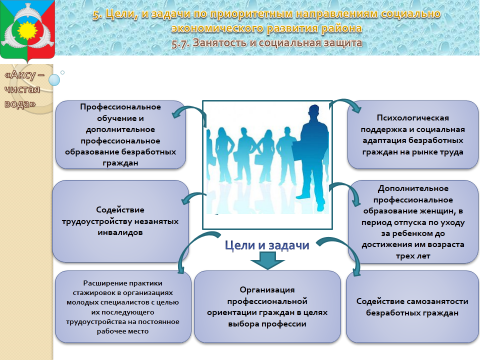 5. Цели, и задачи по приоритетным направлениям социально
экономического развития района
5.7. Занятость и социальная защита
«Аксу –
чистая
вода»
Профессиональное
обучение и
дополнительное
профессиональное
образование безработных
граждан
Психологическая
поддержка и социальная
адаптация безработных
граждан на рынке труда
Содействие
трудоустройству незанятых
инвалидов
Дополнительное
профессиональное
образование женщин, в
период отпуска по уходу
за ребенком до
достижения им возраста
трех лет
Цели и задачи
Расширение практики
стажировок в организациях
молодых специалистов с целью
их последующего
трудоустройства на постоянное
рабочее место
Организация
профессиональной
ориентации граждан в целях
выбора профессии
Содействие самозанятости
безработных граждан